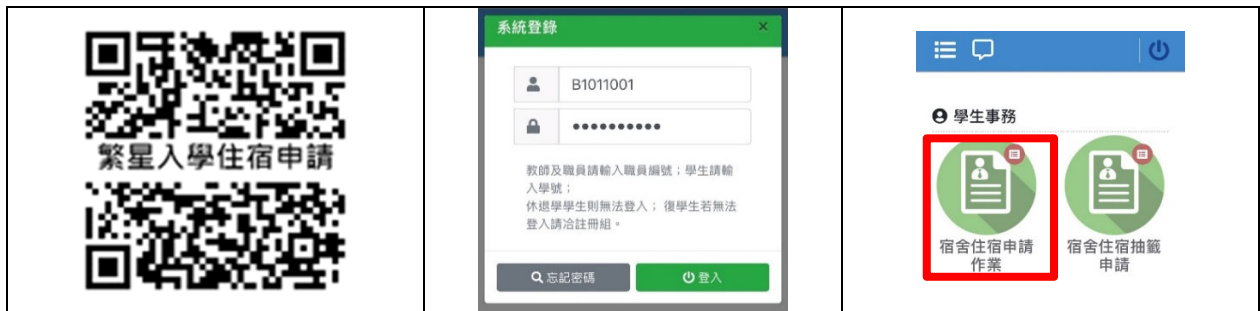 繁星入學住宿申請
系統登錄
×
B1011001
••••••••••
教師及職員請輸入職員編號；學生請輸
入學號；
休退學學生則無法登入； 復學生若無法
登入請洽註冊組。
忘記密碼
登入
學生事務
宿舍住宿申請
作業
宿舍住宿抽籤
申請